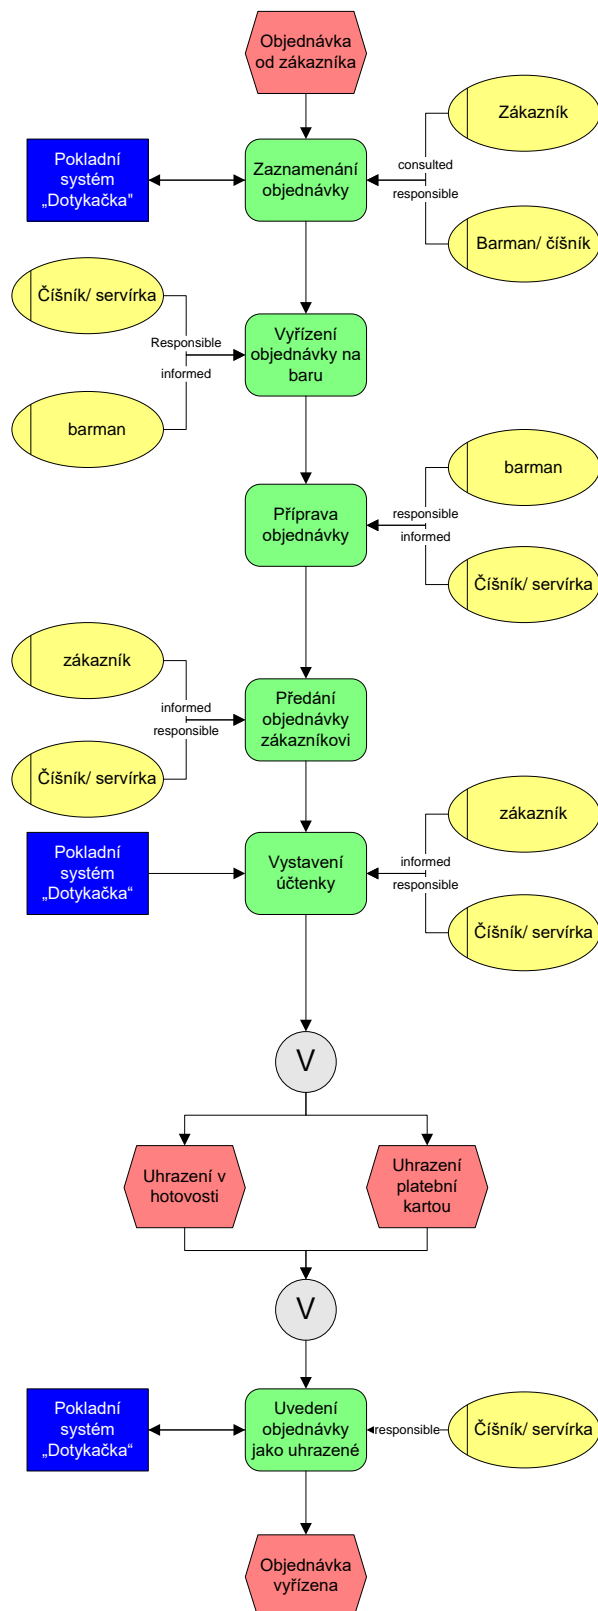 Objednávka
od zákazníka
Zákazník
Pokladní
systém
„Dotykačka"
Zaznamenání
objednávky
consulted
responsible
Barman/ číšník
Číšník/ servírka
Responsible
informed
Vyřízení
objednávky na
baru
barman
barman
Příprava
objednávky
responsible
informed
Číšník/ servírka
zákazník
informed
responsible
Předání
objednávky
zákazníkovi
Číšník/ servírka
zákazník
Pokladní
systém
„Dotykačka“
Vystavení
účtenky
informed
responsible
Číšník/ servírka
V
Uhrazení v
hotovosti
Uhrazení
platební
kartou
V
Pokladní
systém
„Dotykačka“
Uvedení
objednávky
jako uhrazené
responsible
Číšník/ servírka
Objednávka
vyřízena